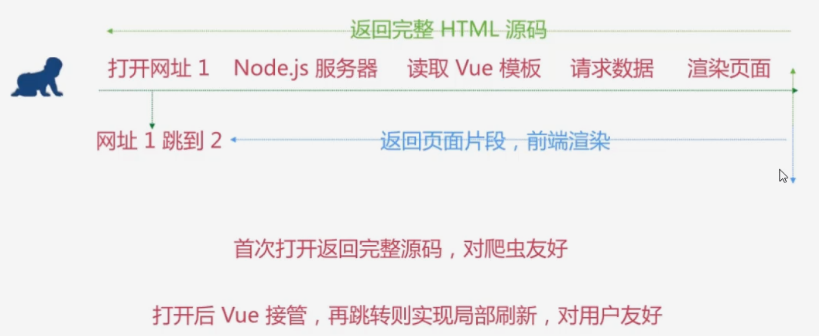 返回完整 HTML 源码
打开网址 1 Node.js 服务器 读取 Vue 模板 请求数据 渲染页面
网址 1 跳到 2 返回页面片段，前端渲染
首次打开返回完整源码，对爬虫友好
打开后 Vue 接管，再跳转则实现局部刷新，对用户友好